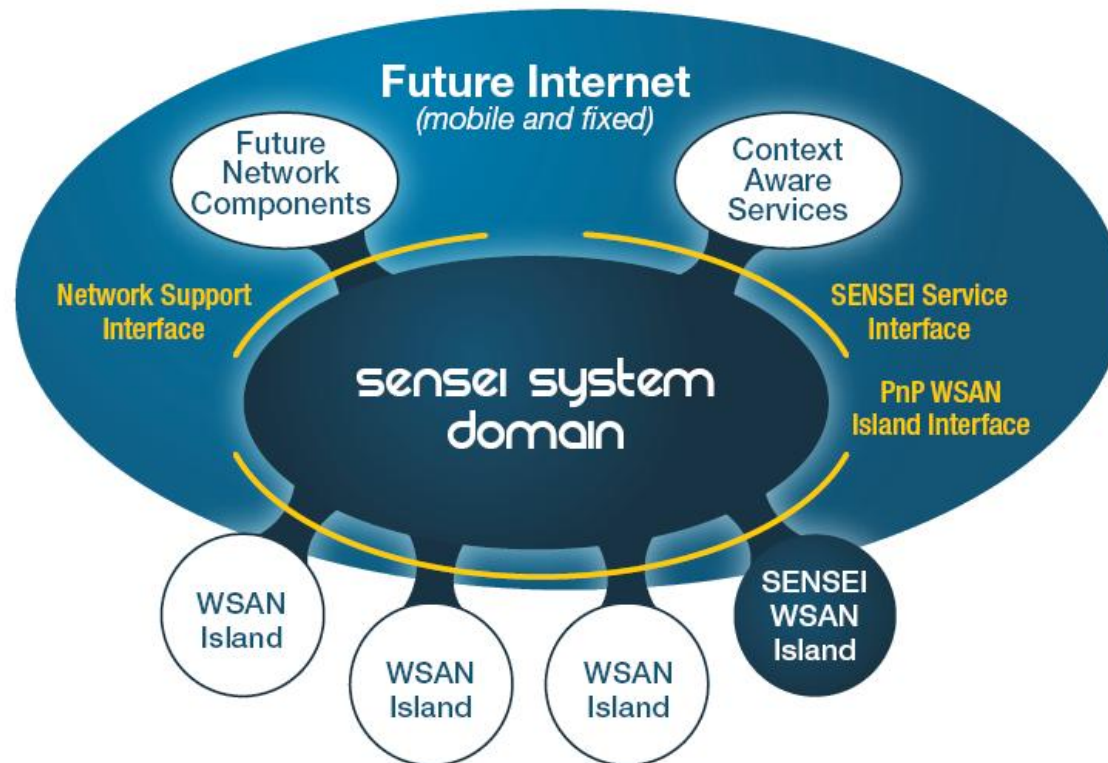 Future Internet
(mobile and fixed)
Future
Network
Components
Context
Aware
Services
Network Support
Interface
SENSEI Service
Interface
sensei system
domain
PnP WSAN
Island Interface
WSAN
Island
WSAN
Island
WSAN
Island
SENSEI
WSAN
Island